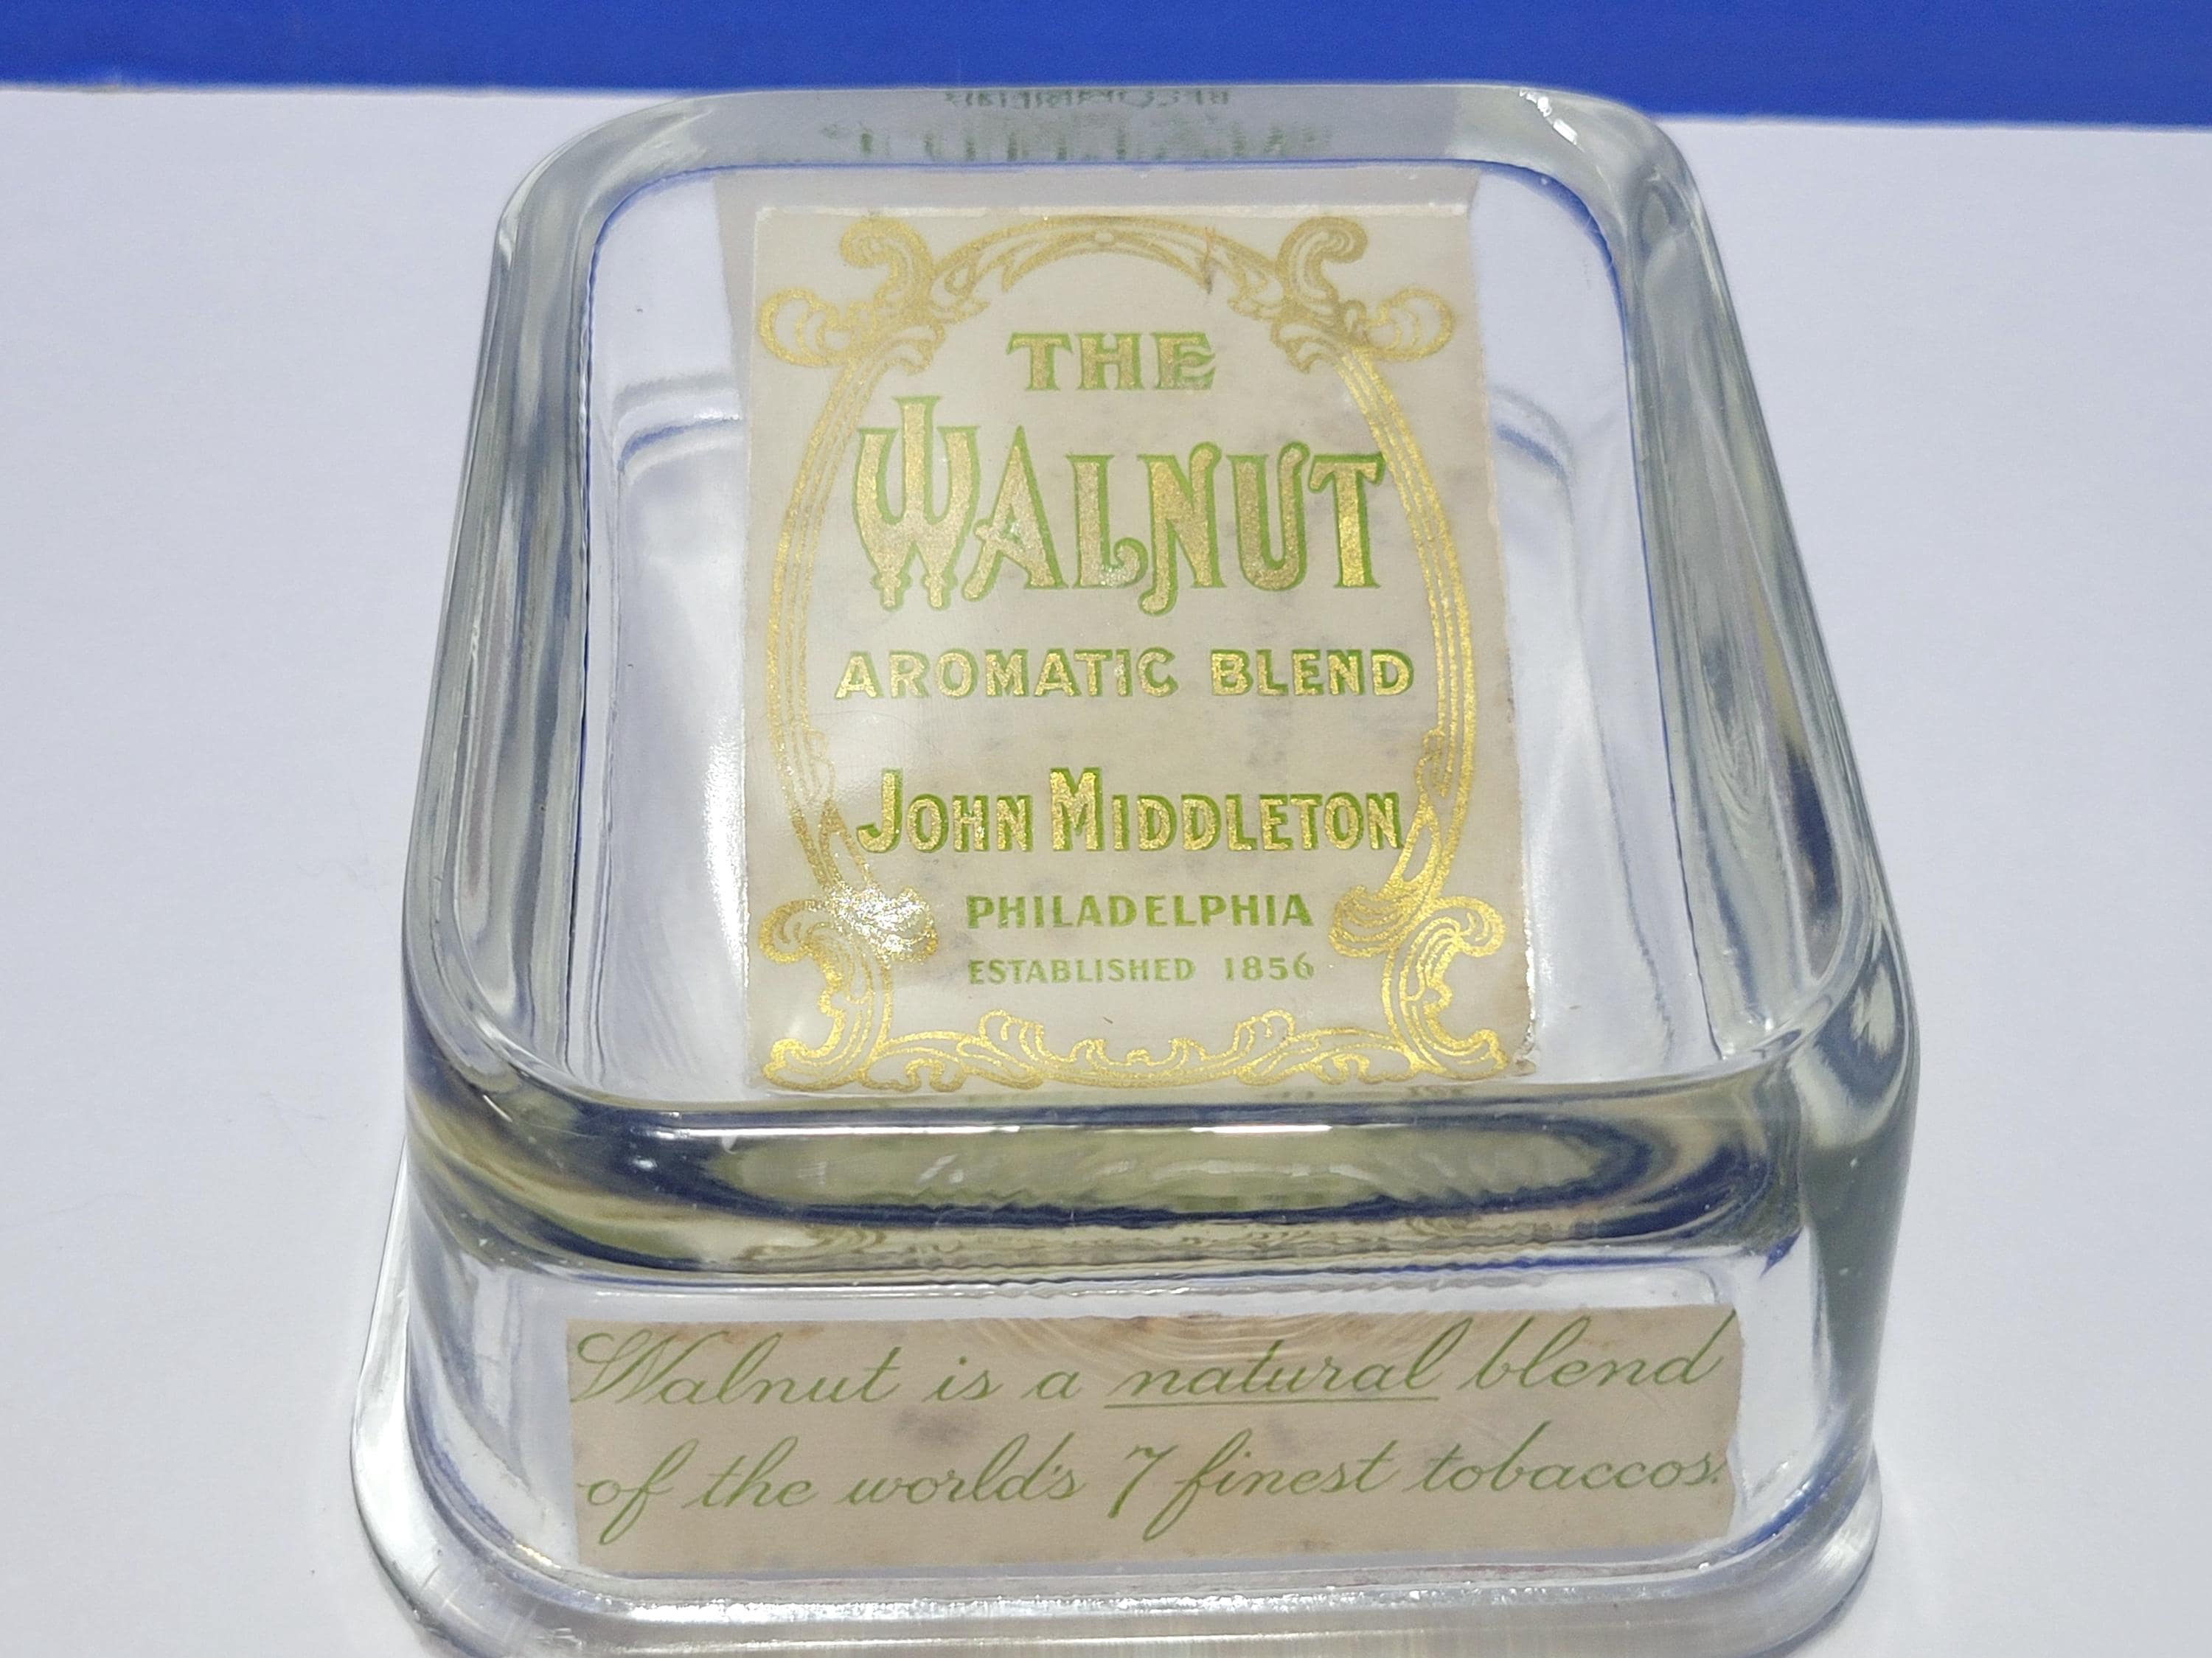 THE
WALNUT
AROMATIC BLEND
JOHN MIDDLETON
PHILADELPHIA
ESTABLISHED 1856
Walnut is a natural blend
of the world's 7 finest tobaccos.